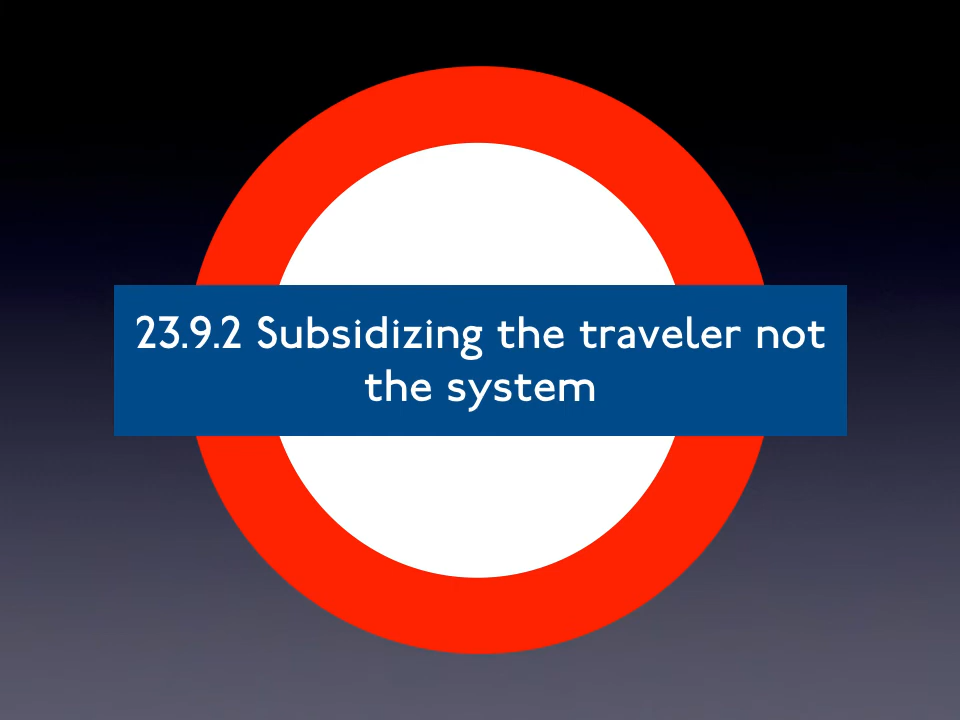 23.9.2 Subsidizing the traveler not
the system